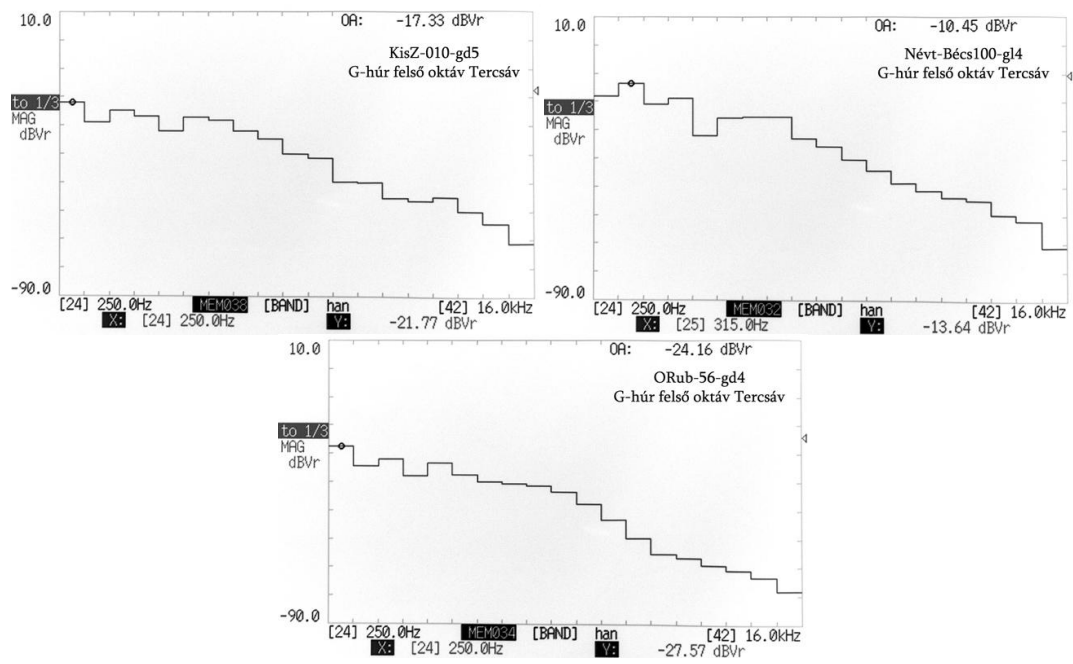 10.0
OA: -17.33 dBVr
KisZ-010-gd5
G-húr felső oktáv Tercsáv
to 1/3
MAG
dBVr
-90.0
[24] 250.0Hz MEM038 [BAND] han [42] 16.0kHz
X: [24] 250.0Hz Y: -21.77 dBVr
10.0
OA: -10.45 dBVr
Névt-Bécs100-gl4
G-húr felső oktáv Tercsáv
to 1/3
MAG
dBVr
-90.0
[24] 250.0Hz MEM032 [BAND] han [42] 16.0kHz
X: [25] 315.0Hz Y: -13.64 dBVr
10.0
OA: -24.16 dBVr
ORub-56-gd4
G-húr felső oktáv Tercsáv
to 1/3
MAG
dBVr
-90.0
[24] 250.0Hz MEM034 [BAND] han [42] 16.0kHz
X: [24] 250.0Hz Y: -27.57 dBVr